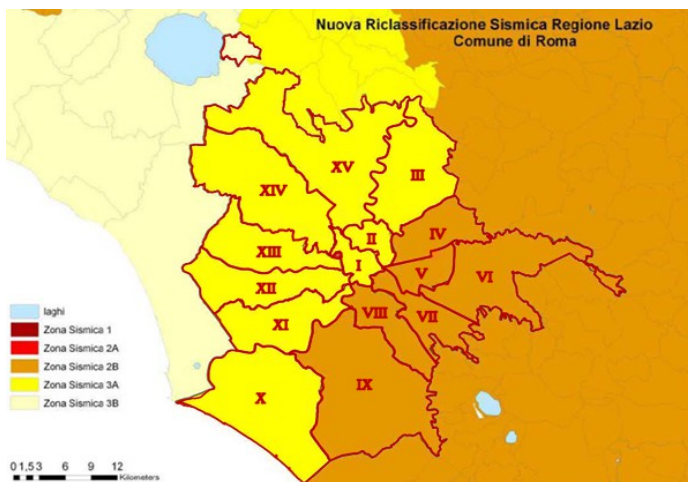 Nuova Riclassificazione Sismica Regione Lazio
Comune di Roma
XV
III
XIV
II
IV
XIII
I
V
VI
XII
VIII
VII
XI
X
IX
laghi
Zona Sismica 1
Zona Sismica 2A
Zona Sismica 2B
Zona Sismica 3A
Zona Sismica 3B
0 1,5 3 6 9 12
Kilometers